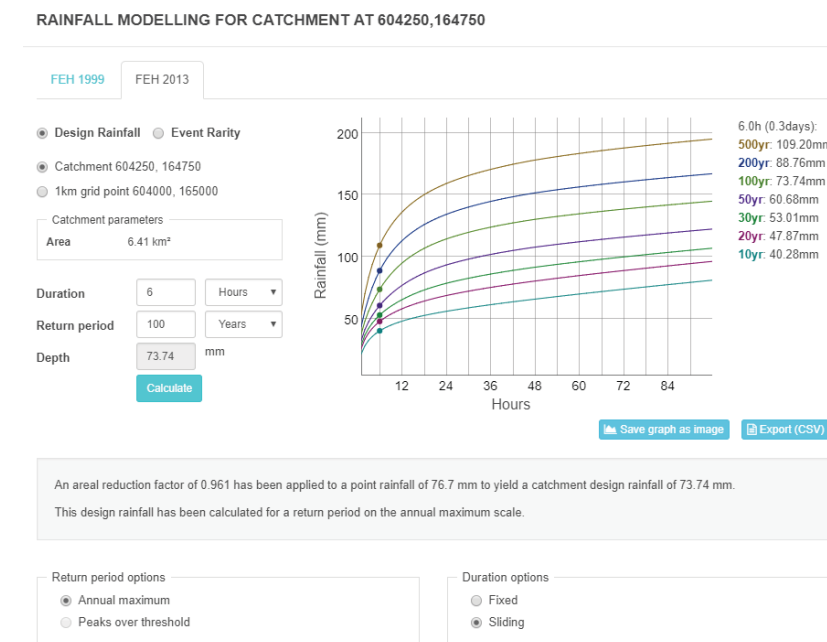 RAINFALL MODELLING FOR CATCHMENT AT 604250,164750
FEH 1999
FEH 2013
Design Rainfall
Event Rarity
Catchment 604250, 164750
1km grid point 604000, 165000
Catchment parameters
Area 6.41 km²
Duration 6 Hours
Return period 100 Years
Depth 73.74 mm
Calculate
Rainfall (mm)
200
150
100
50
12 24 36 48 60 72 84
Hours
6.0h (0.3days):
500yr: 109.20mm
200yr: 88.76mm
100yr: 73.74mm
50yr: 60.68mm
30yr: 53.01mm
20yr: 47.87mm
10yr: 40.28mm
Save graph as image
Export (CSV)
An areal reduction factor of 0.961 has been applied to a point rainfall of 76.7 mm to yield a catchment design rainfall of 73.74 mm.
This design rainfall has been calculated for a return period on the annual maximum scale.
Return period options
Annual maximum
Peaks over threshold
Duration options
Fixed
Sliding